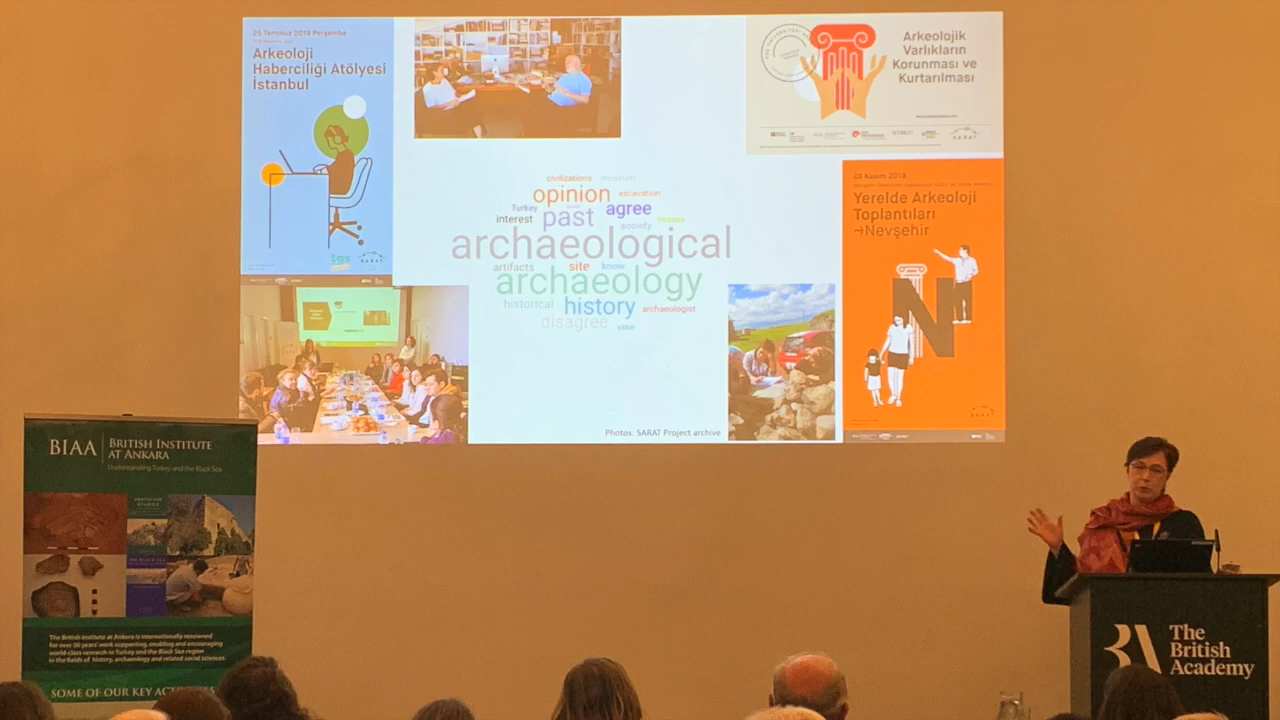 25 Temmuz 2019 Perşembe
Arkeoloji
Haberciliği Atölyesi
İstanbul
Arkeolojik
Varlıkların
Korunması ve
Kurtarılması
SARAT
civilizations museum
opinion excavation
Turkey
agree
interest past
society
archaeological
artifacts site know
archaeology
historical history archaeologist
disagree value
28 Kasım 2019
Yerelde Arkeoloji
Toplantıları
→Nevşehir
N
Photos: SARAT Project archive
BIAA
BRITISH INSTITUTE
AT ANKARA
Understanding Turkey and the Black Sea
The British Institute at Ankara is internationally renowned
for over 60 years' work supporting, enabling and encouraging
world-class research in Turkey and the Black Sea region
in the fields of history, archaeology and related social sciences.
SOME OF OUR KEY
The
British
Academy